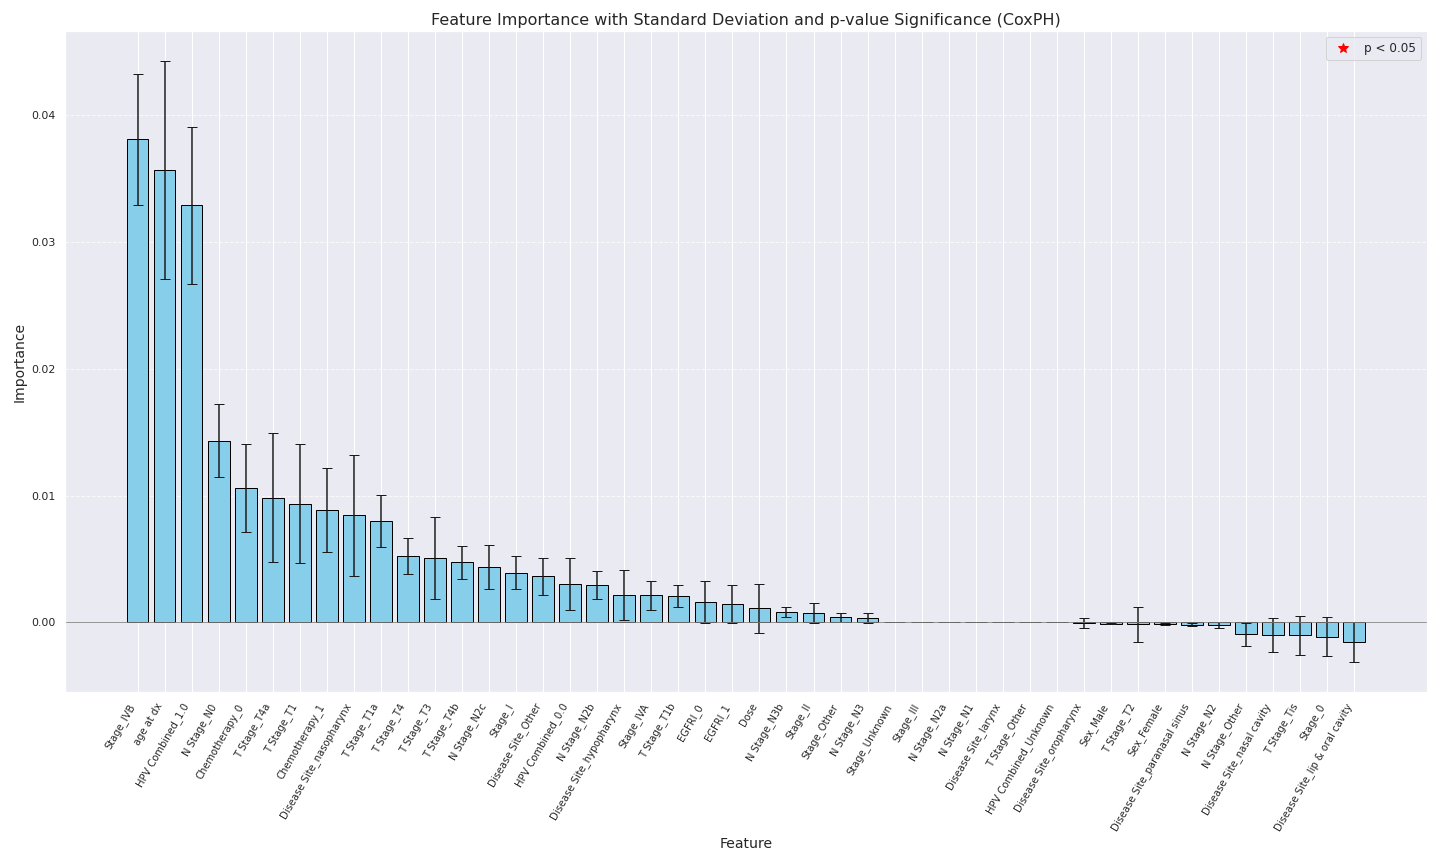 Feature Importance with Standard Deviation and p-value Significance (CoxPH)
p < 0.05
Importance
0.04
0.03
0.02
0.01
0.00
Stage_IVB
age at dx
HPV Combined_1.0
N Stage_N0
Chemotherapy_0
T Stage_T4a
T Stage_T1
Chemotherapy_1
Disease Site_nasopharynx
T Stage_T1a
T Stage_T4
T Stage_T3
T Stage_T4b
N Stage_N2c
Stage_I
Disease Site_Other
HPV Combined_0.0
N Stage_N2b
Disease Site_hypopharynx
Stage_IVA
T Stage_T1b
EGFRI_0
EGFRI_1
Dose
N Stage_N3b
Stage_II
Stage_Other
N Stage_N3
Stage_Unknown
Stage_III
N Stage_N2a
N Stage_N1
Disease Site_larynx
T Stage_Other
HPV Combined_Unknown
Disease Site_oropharynx
Sex_Male
T Stage_T2
Sex_Female
Disease Site_paranasal sinus
N Stage_N2
N Stage_Other
Disease Site_nasal cavity
T Stage_Tis
Stage_0
Disease Site_lip & oral cavity
Feature